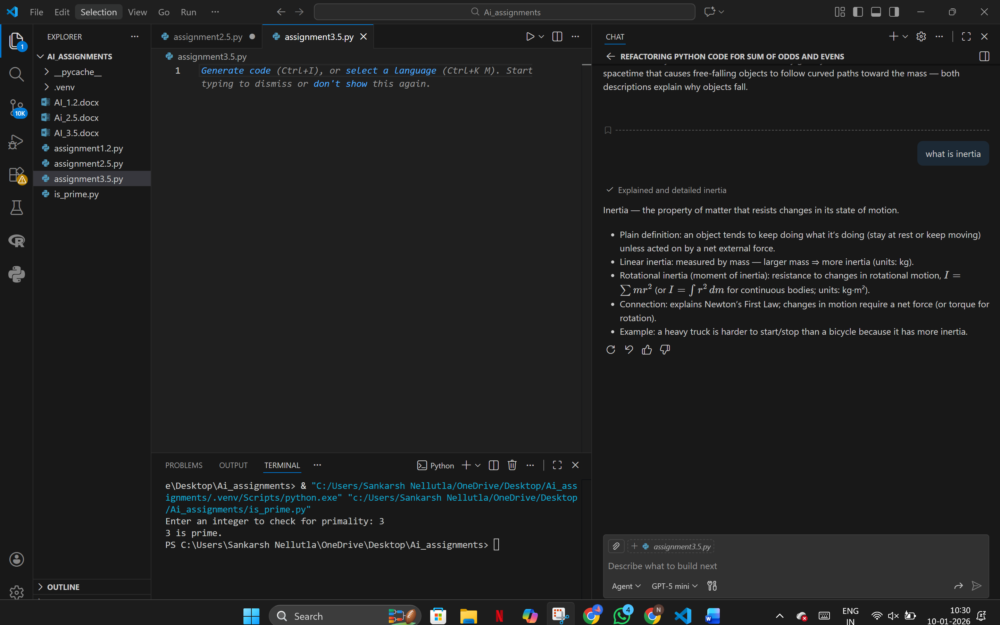 File Edit Selection View Go Run ···
Ai_assignments
EXPLORER ···
1
10K
AI_ASSIGNMENTS
__pycache__
.venv
AI_1.2.docx
Ai_2.5.docx
AI_3.5.docx
assignment1.2.py
assignment2.5.py
assignment3.5.py
is_prime.py
OUTLINE
assignment2.5.py
assignment3.5.py
assignment3.5.py
1
Generate code (Ctrl+I), or select a language (Ctrl+K M). Start
typing to dismiss or don't show this again.
PROBLEMS OUTPUT TERMINAL ···
Python
e\Desktop\Ai_assignments> & "C:/Users/Sankarsh Nellutla/OneDrive/Desktop/Ai_ass
ignments/.venv/Scripts/python.exe" "c:/Users/Sankarsh Nellutla/OneDrive/Desktop
/Ai_assignments/is_prime.py"
Enter an integer to check for primality: 3
3 is prime.
PS C:\Users\Sankarsh Nellutla\OneDrive\Desktop\Ai_assignments>
CHAT
REFACTORING PYTHON CODE FOR SUM OF ODDS AND EVENS
spacetime that causes free-falling objects to follow curved paths toward the mass — both
descriptions explain why objects fall.
what is inertia
Explained and detailed inertia
Inertia — the property of matter that resists changes in its state of motion.
• Plain definition: an object tends to keep doing what it’s doing (stay at rest or keep moving)
unless acted on by a net external force.
• Linear inertia: measured by mass — larger mass ⇒ more inertia (units: kg).
• Rotational inertia (moment of inertia): resistance to changes in rotational motion, I =
∑ mr² (or I = ∫ r² dm for continuous bodies; units: kg·m²).
• Connection: explains Newton’s First Law; changes in motion require a net force (or torque for
rotation).
• Example: a heavy truck is harder to start/stop than a bicycle because it has more inertia.
assignment3.5.py
Describe what to build next
Agent GPT-5 mini
Search
4
N
ENG
IN
10:30
10-01-2026